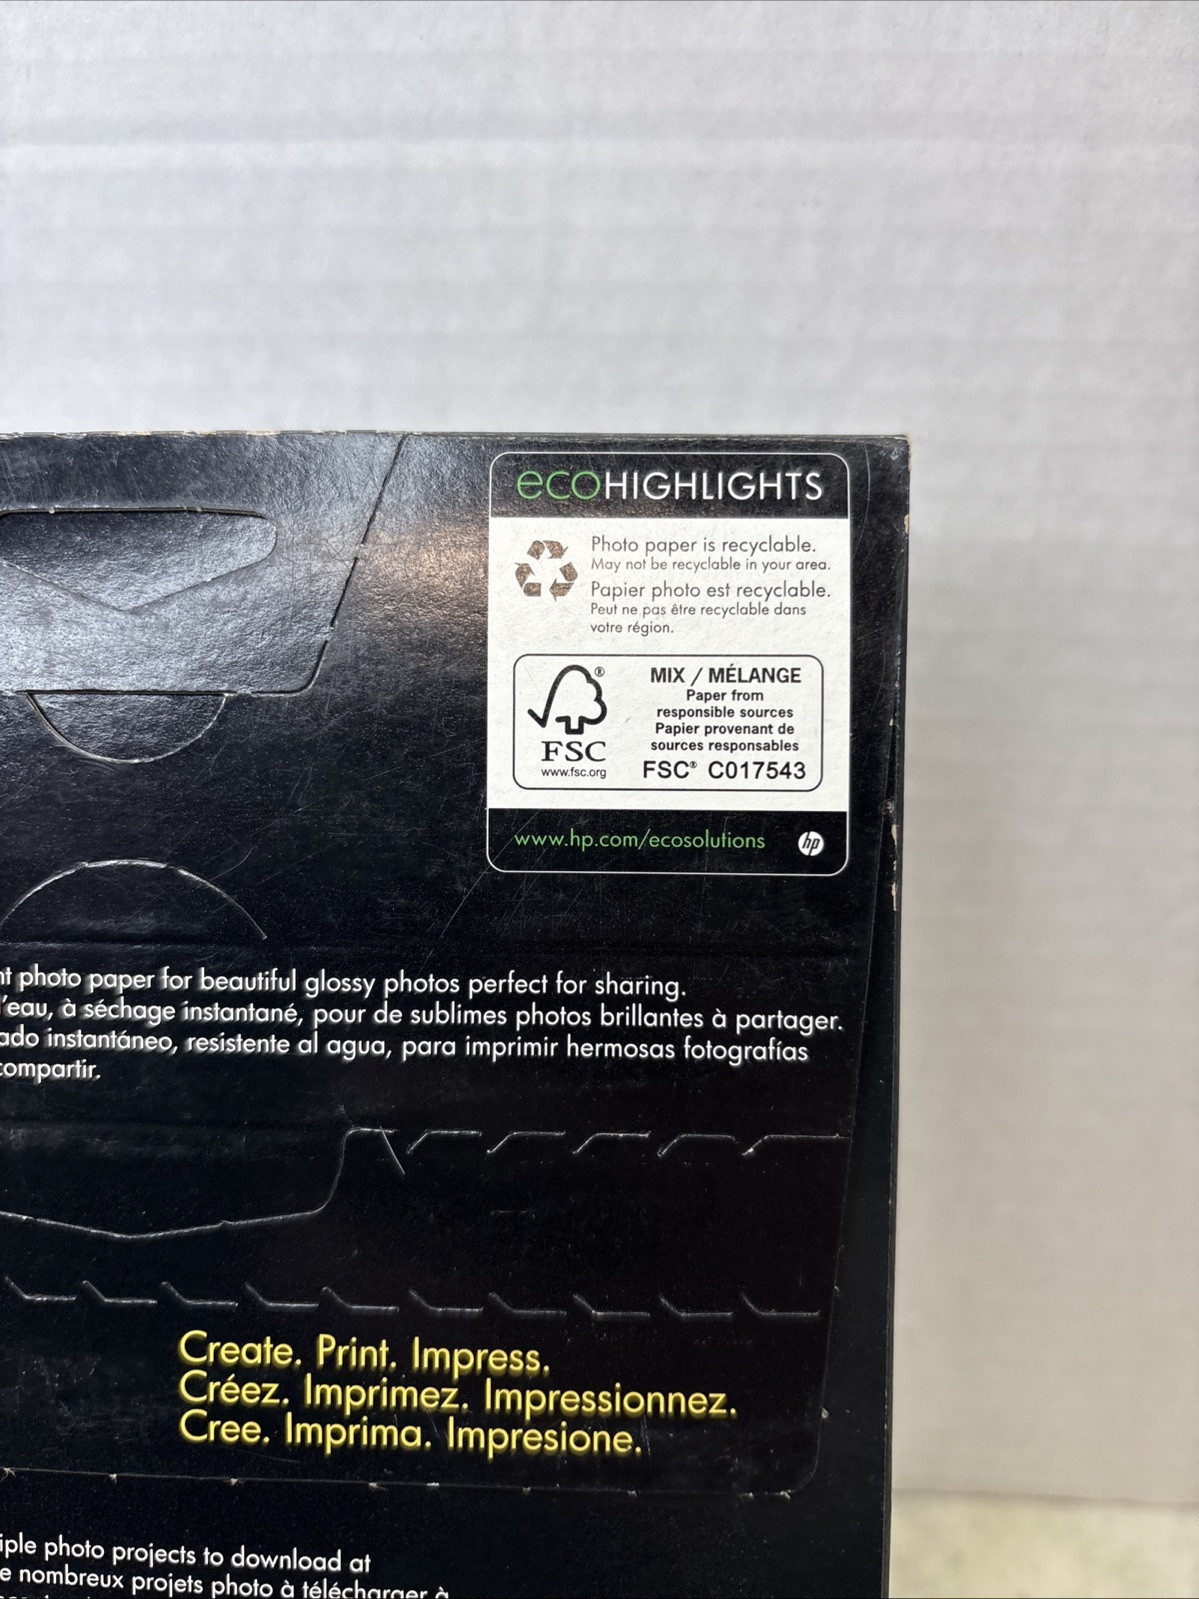 ecoHIGHLIGHTS
Photo paper is recyclable.
May not be recyclable in your area.
Papier photo est recyclable.
Peut ne pas être recyclable dans
votre région.
MIX / MÉLANGE
Paper from
responsible sources
Papier provenant de
sources responsables
FSC® C017543
®
FSC
www.fsc.org
www.hp.com/ecosolutions
hp
photo paper for beautiful glossy photos perfect for sharing.
l'eau, à séchage instantané, pour de sublimes photos brillantes à partager.
instantáneo, resistente al agua, para imprimir hermosas fotografías
compartir.
Create. Print. Impress.
Créez. Imprimez. Impressionnez.
Cree. Imprima. Impresione.
photo projects to download at
nombreux projets photo à télécharger à